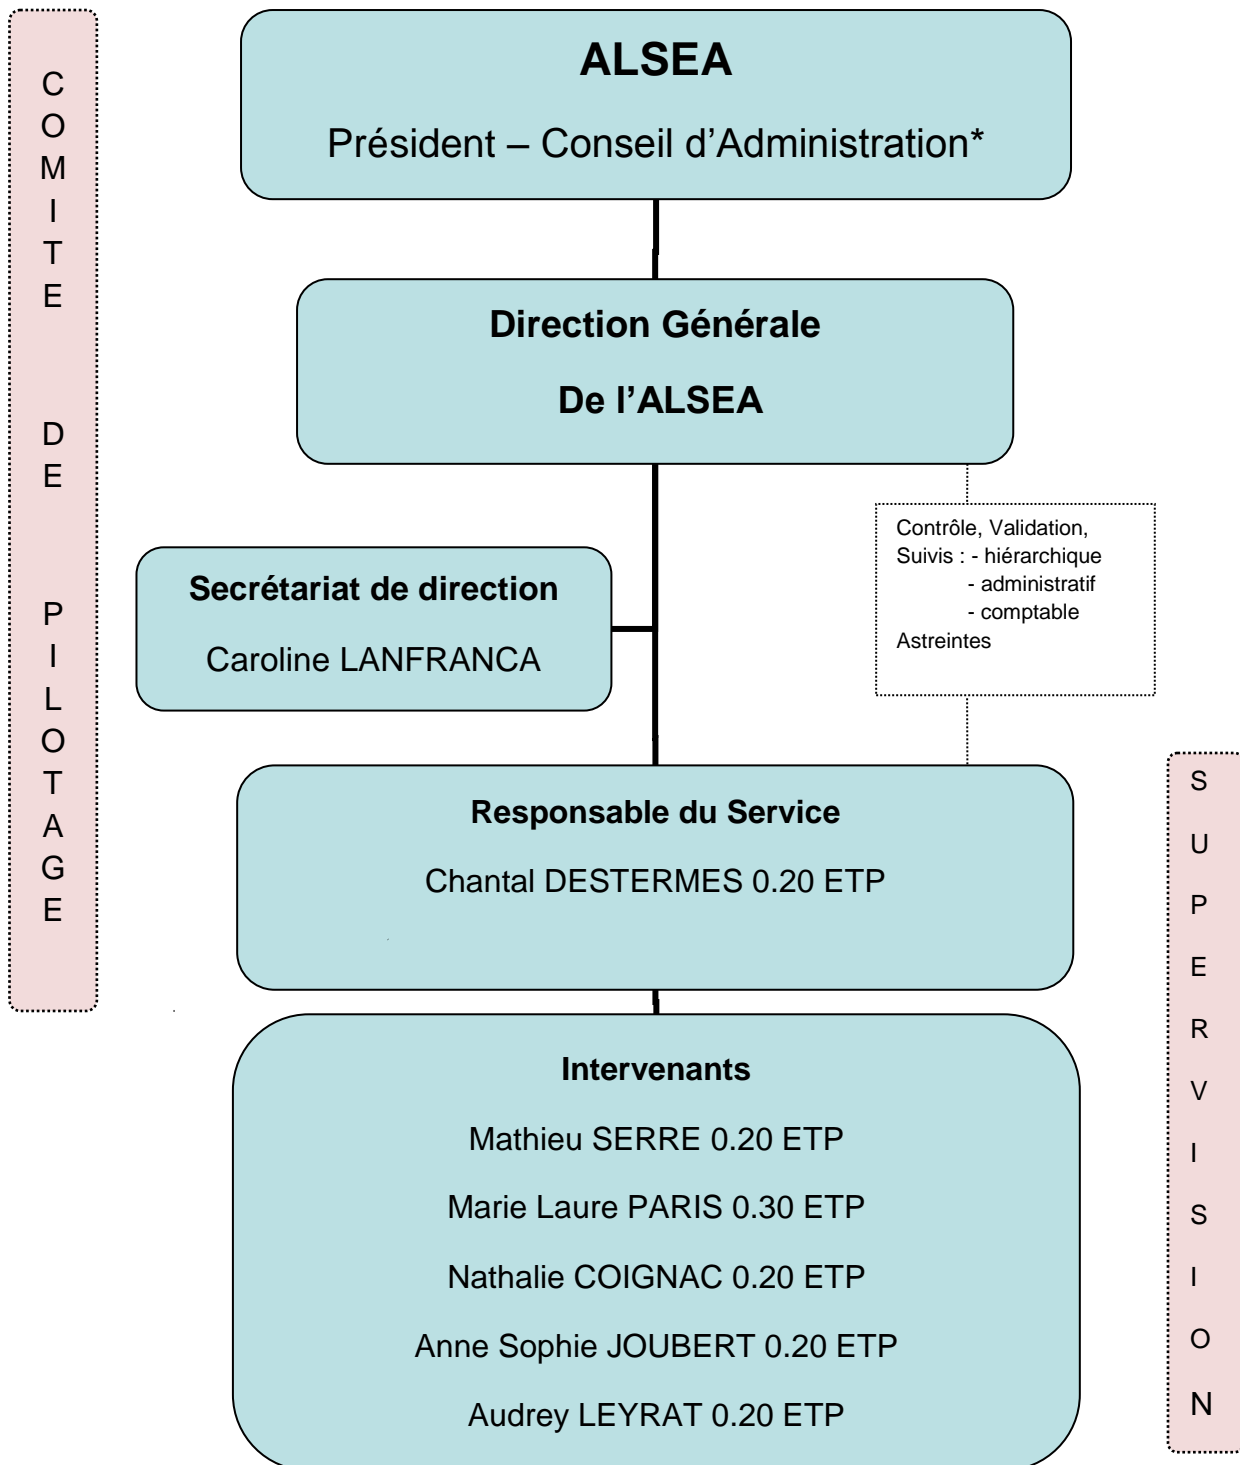 COMITE DE PILOTAGE
ALSEA
Président – Conseil d’Administration*
Direction Générale
De l’ALSEA
Contrôle, Validation,
Suivis : - hiérarchique
- administratif
- comptable
Astreintes
Secrétariat de direction
Caroline LANFRANCA
Responsable du Service
Chantal DESTERMES 0.20 ETP
SUPERVISION
Intervenants
Mathieu SERRE 0.20 ETP
Marie Laure PARIS 0.30 ETP
Nathalie COIGNAC 0.20 ETP
Anne Sophie JOUBERT 0.20 ETP
Audrey LEYRAT 0.20 ETP